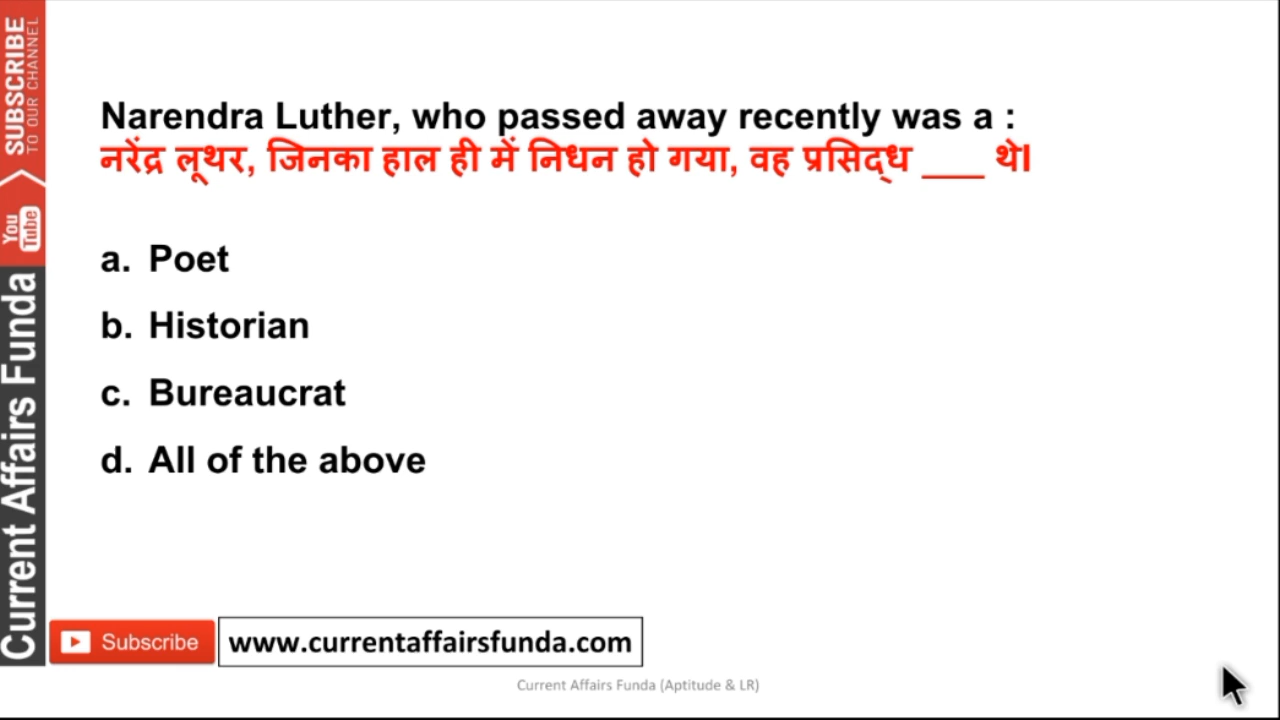 Narendra Luther, who passed away recently was a :
नरेंद्र लूथर, जिनका हाल ही में निधन हो गया, वह प्रसिद्ध ___ थेl
a. Poet
b. Historian
c. Bureaucrat
d. All of the above
SUBSCRIBE
TO OUR CHANNEL
You
Tube
Current Affairs Funda
Subscribe
www.currentaffairsfunda.com
Current Affairs Funda (Aptitude & LR)